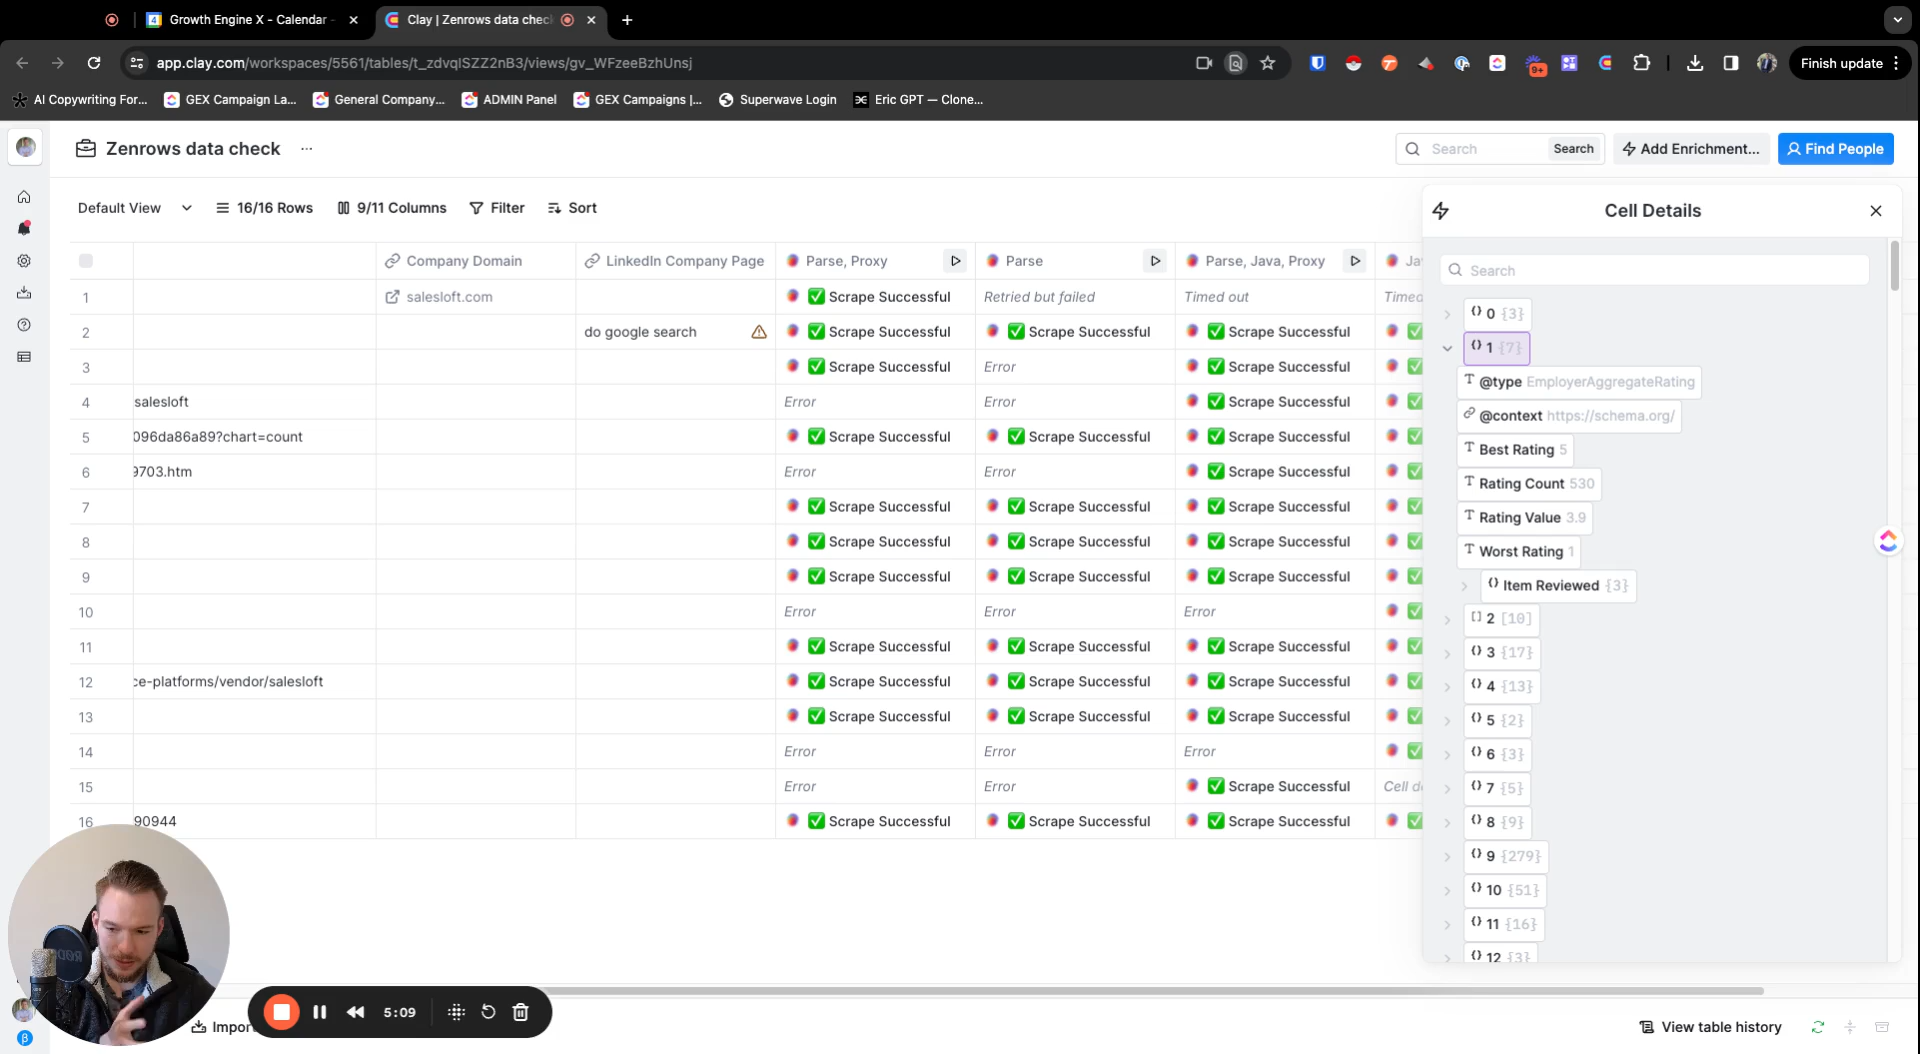 Growth Engine X - Calendar -
Clay | Zenrows data check
app.clay.com/workspaces/5561/tables/t_zdvqlSZZ2nB3/views/gv_WFzeeBzhUnsj
9+
Finish update
AI Copywriting For...
GEX Campaign La...
General Company...
ADMIN Panel
GEX Campaigns |...
Superwave Login
Eric GPT — Clone...
Zenrows data check
Search
Search
Add Enrichment...
Find People
Default View
16/16 Rows
9/11 Columns
Filter
Sort
Company Domain
LinkedIn Company Page
Parse, Proxy
Parse
Parse, Java, Proxy
1 salesloft.com Scrape Successful Retried but failed Timed out
2 do google search Scrape Successful Scrape Successful Scrape Successful
3 Scrape Successful Error Scrape Successful
4 salesloft Error Error Scrape Successful
5 096da86a89?chart=count Scrape Successful Scrape Successful Scrape Successful
6 9703.htm Error Error Scrape Successful
7 Scrape Successful Scrape Successful Scrape Successful
8 Scrape Successful Scrape Successful Scrape Successful
9 Scrape Successful Scrape Successful Scrape Successful
10 Error Error Error
11 Scrape Successful Scrape Successful Scrape Successful
12 ce-platforms/vendor/salesloft Scrape Successful Scrape Successful Scrape Successful
13 Scrape Successful Scrape Successful Scrape Successful
14 Error Error Error
15 Error Error Scrape Successful Cell d
16 90944 Scrape Successful Scrape Successful Scrape Successful
Cell Details
Search
{} 0 {3}
{} 1 {7}
T @type EmployerAggregateRating
@context https://schema.org/
T Best Rating 5
T Rating Count 530
T Rating Value 3.9
T Worst Rating 1
{} Item Reviewed {3}
[] 2 [10]
{} 3 {17}
{} 4 {13}
{} 5 {2}
{} 6 {3}
{} 7 {5}
{} 8 {9}
{} 9 {279}
{} 10 {51}
{} 11 {16}
{} 12 {3}
RØDE
5:09
Impor
β
View table history